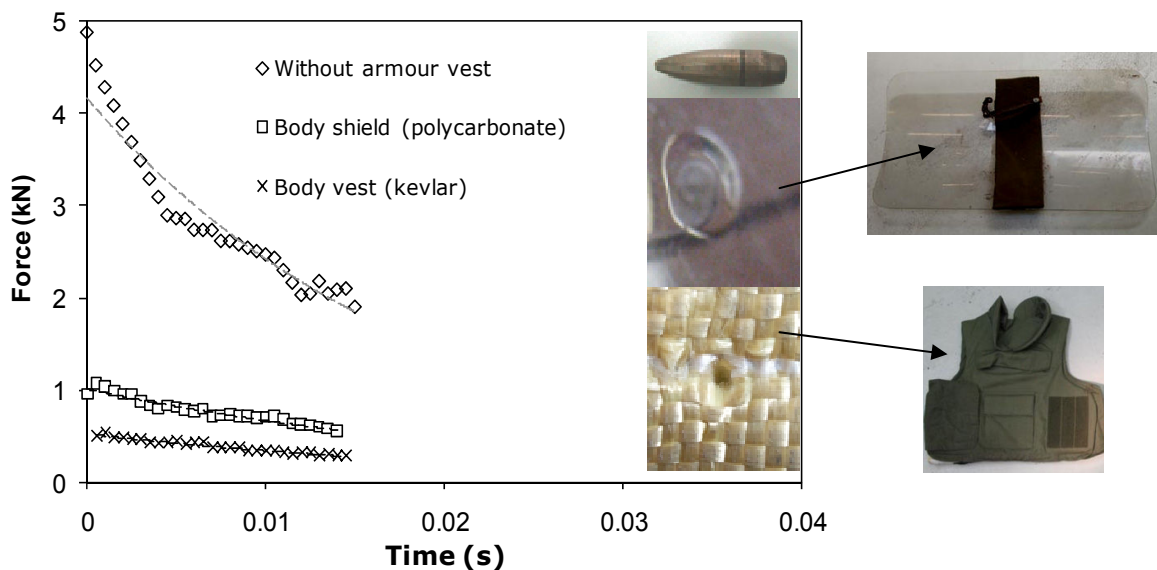 5
4
3
2
1
0
Force (kN)
Without armour vest
Body shield (polycarbonate)
Body vest (kevlar)
0
0.01
0.02
0.03
0.04
Time (s)